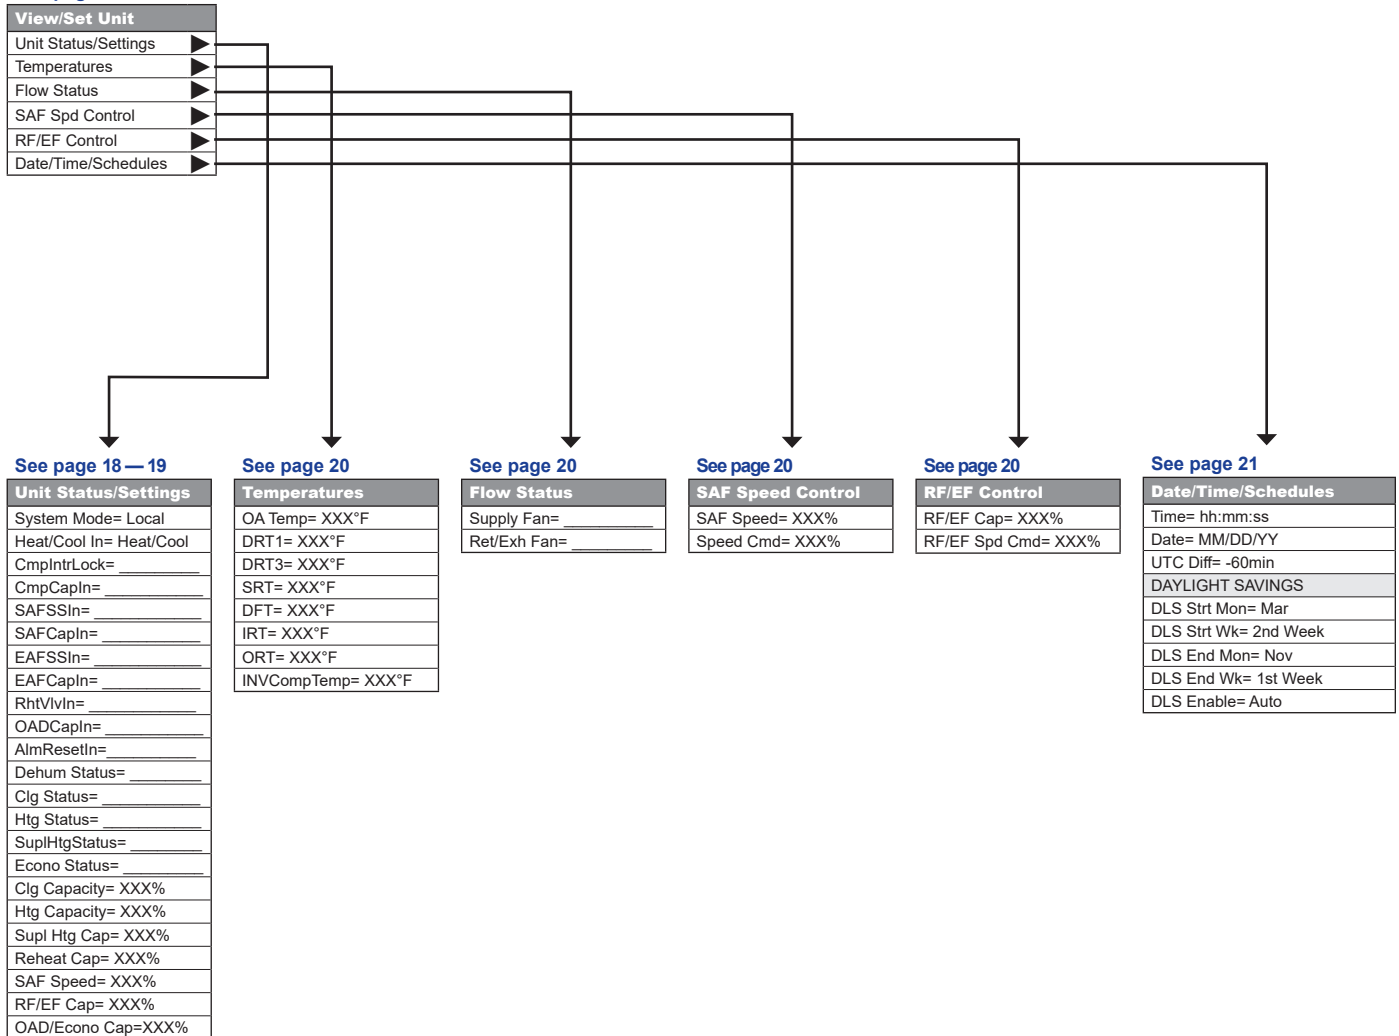 View/Set Unit
Unit Status/Settings
Temperatures
Flow Status
SAF Spd Control
RF/EF Control
Date/Time/Schedules
See page 18 — 19
Unit Status/Settings
System Mode= Local
Heat/Cool In= Heat/Cool
CmpIntrLock= __________
CmpCapIn= ___________
SAFSSIn= ____________
SAFCapIn= ___________
EAFSSIn= ____________
EAFCapIn= ___________
RhtVlvIn= ____________
OADCapIn= ___________
AlmResetIn=__________
Dehum Status= ________
Clg Status= ___________
Htg Status= ___________
SuplHtgStatus= ________
Econo Status= _________
Clg Capacity= XXX%
Htg Capacity= XXX%
Supl Htg Cap= XXX%
Reheat Cap= XXX%
SAF Speed= XXX%
RF/EF Cap= XXX%
OAD/Econo Cap=XXX%
See page 20
Temperatures
OA Temp= XXX°F
DRT1= XXX°F
DRT3= XXX°F
SRT= XXX°F
DFT= XXX°F
IRT= XXX°F
ORT= XXX°F
INVCompTemp= XXX°F
See page 20
Flow Status
Supply Fan= __________
Ret/Exh Fan= _________
See page 20
SAF Speed Control
SAF Speed= XXX%
Speed Cmd= XXX%
See page 20
RF/EF Control
RF/EF Cap= XXX%
RF/EF Spd Cmd= XXX%
See page 21
Date/Time/Schedules
Time= hh:mm:ss
Date= MM/DD/YY
UTC Diff= -60min
DAYLIGHT SAVINGS
DLS Strt Mon= Mar
DLS Strt Wk= 2nd Week
DLS End Mon= Nov
DLS End Wk= 1st Week
DLS Enable= Auto